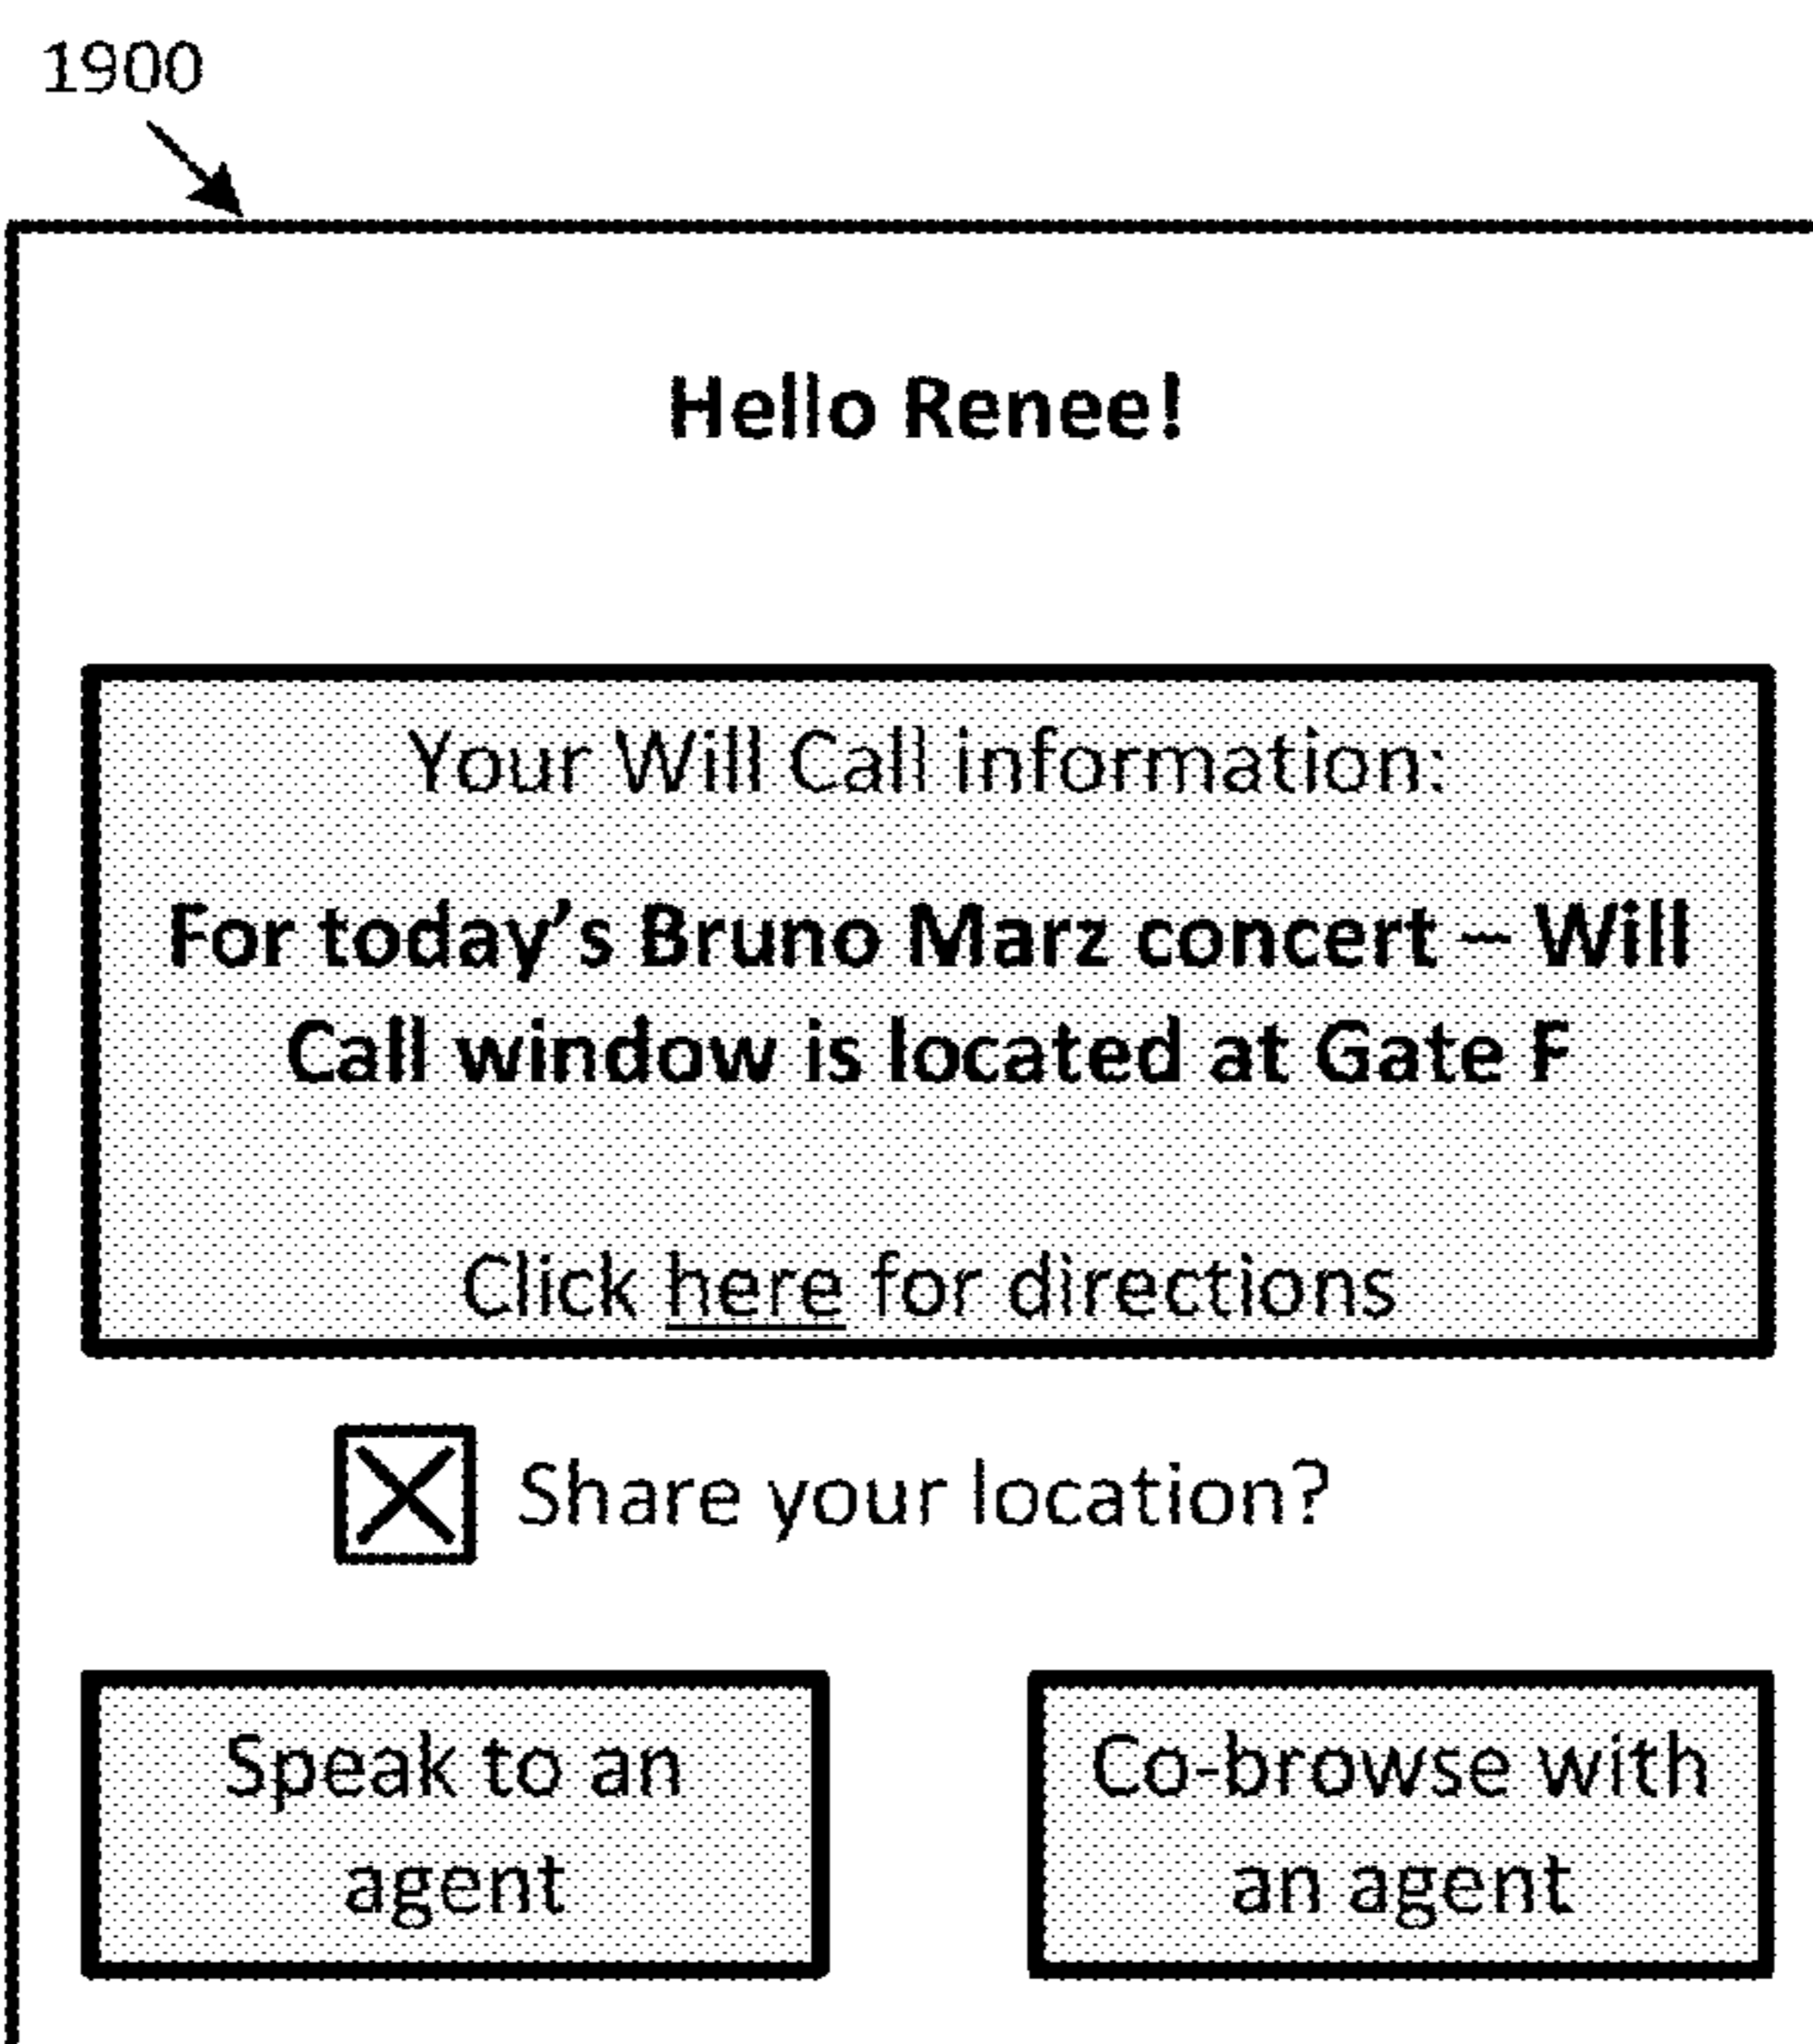 1900
Hello Renee!
Your Will Call information:
For today's Bruno Marz concert – Will
Call window is located at Gate F
Click here for directions
Share your location?
Speak to an
agent
Co-browse with
an agent